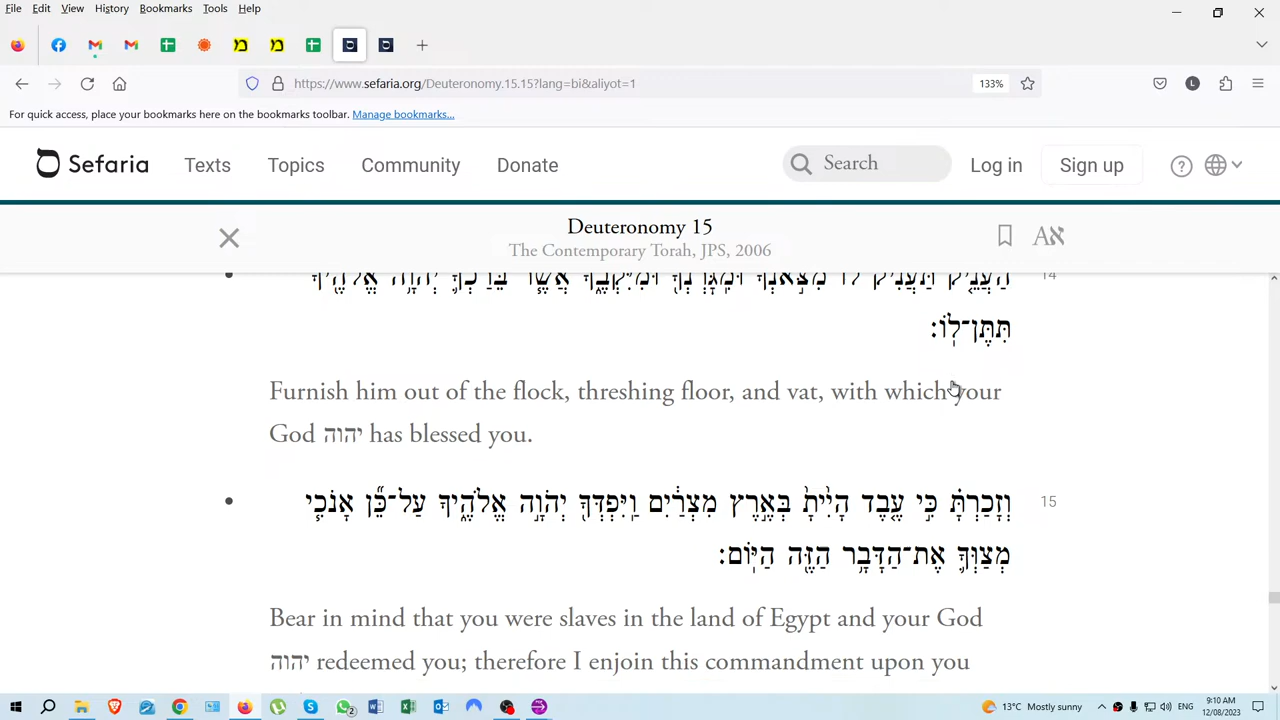 File Edit View History Bookmarks Tools Help
https://www.sefaria.org/Deuteronomy.15.15?lang=bi&aliyot=1
133%
For quick access, place your bookmarks here on the bookmarks toolbar. Manage bookmarks...
Sefaria Texts Topics Community Donate Search Log in Sign up
Deuteronomy 15
The Contemporary Torah, JPS, 2006
הַעֲנֵ֤יק תַּעֲנִיק֙ ל֔וֹ מִצֹּ֣אנְךָ֔ וּמִֽגׇּרְנְךָ֖ וּמִיִּקְבֶ֑ךָ אֲשֶׁ֧ר בֵּרַכְךָ֛ יְהֹוָ֥ה אֱלֹהֶ֖יךָ 14
תִּתֶּן־לֽוֹ׃
Furnish him out of the flock, threshing floor, and vat, with which your
God יהוה has blessed you.
וְזָכַרְתָּ֗ כִּ֣י עֶ֤בֶד הָיִ֙יתָ֙ בְּאֶ֣רֶץ מִצְרַ֔יִם וַֽיִּפְדְּךָ֖ יְהֹוָ֣ה אֱלֹהֶ֑יךָ עַל־כֵּ֞ן אָנֹכִ֧י 15
מְצַוְּךָ֛ אֶת־הַדָּבָ֥ר הַזֶּ֖ה הַיּֽוֹם׃
Bear in mind that you were slaves in the land of Egypt and your God
יהוה redeemed you; therefore I enjoin this commandment upon you
13°C Mostly sunny ENG 9:10 AM
12/08/2023